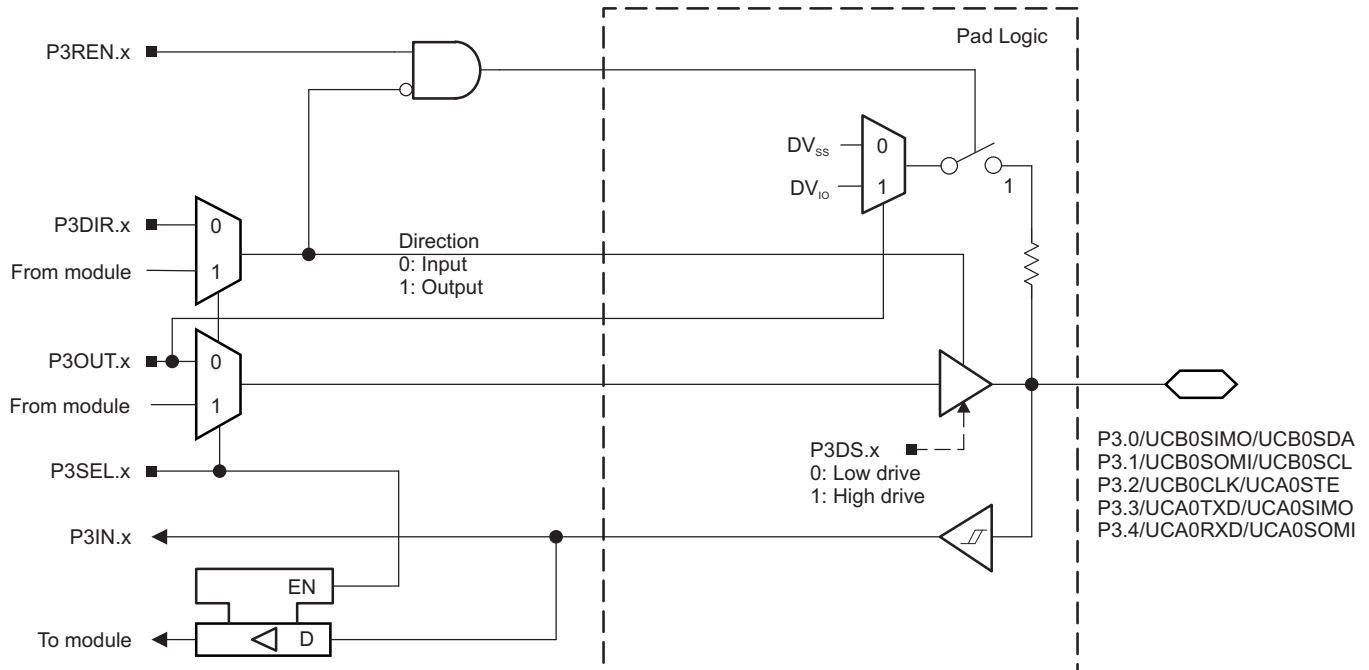 Pad Logic
P3REN.x
DVSS
0
DVIO
1
1
P3DIR.x
0
From module
1
Direction
0: Input
1: Output
P3OUT.x
0
From module
1
P3SEL.x
P3DS.x
0: Low drive
1: High drive
P3.0/UCB0SIMO/UCB0SDA
P3.1/UCB0SOMI/UCB0SCL
P3.2/UCB0CLK/UCA0STE
P3.3/UCA0TXD/UCA0SIMO
P3.4/UCA0RXD/UCA0SOMI
P3IN.x
EN
To module
D